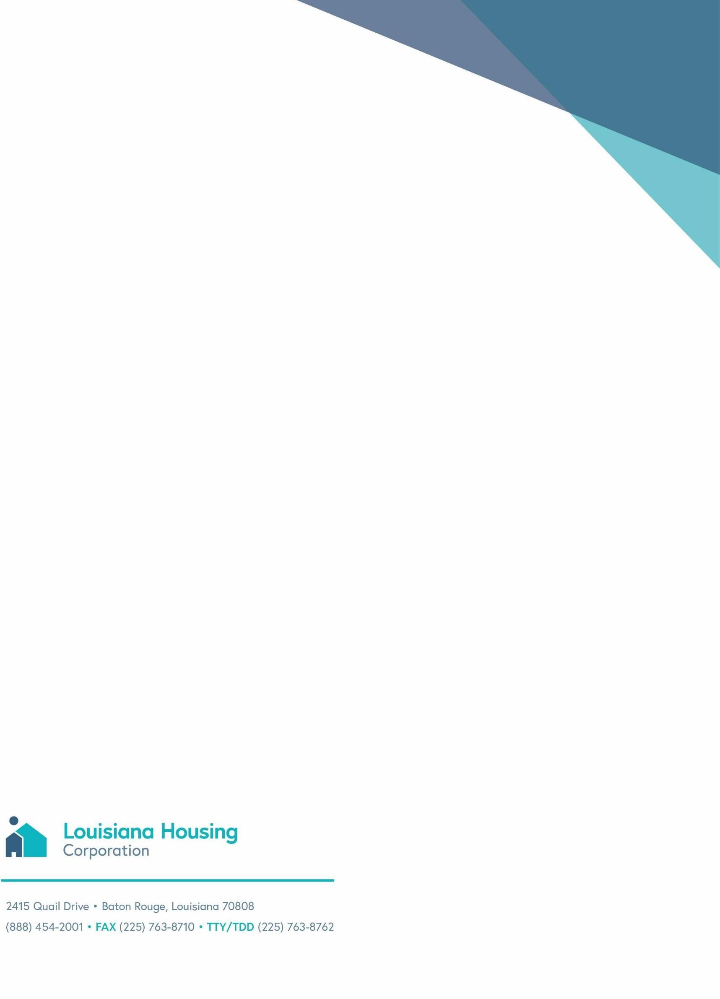 Louisiana Housing
Corporation
2415 Quail Drive • Baton Rouge, Louisiana 70808
(888) 454-2001 • FAX (225) 763-8710 • TTY/TDD (225) 763-8762